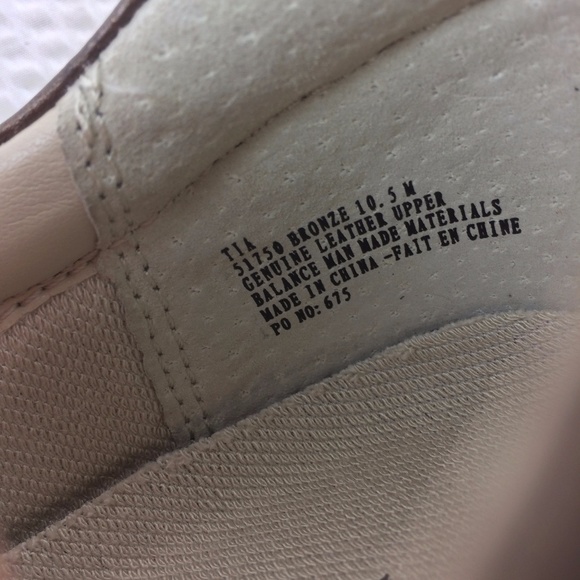 TIA
51750 BRONZE 10.5 M
GENUINE LEATHER UPPER
BALANCE MAN MADE MATERIALS
MADE IN CHINA -FAIT EN CHINE
PO NO: 675